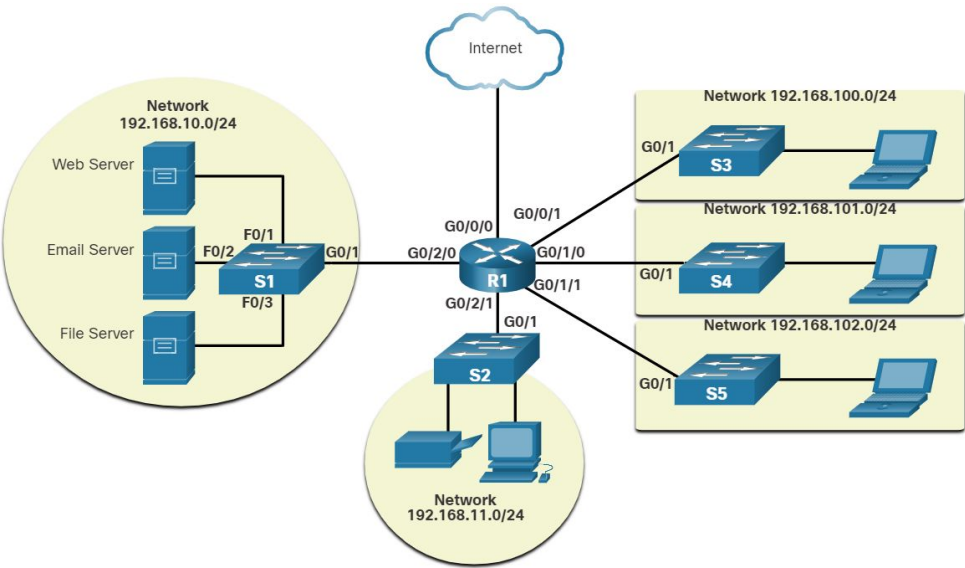 Internet
Network
192.168.10.0/24
Web Server
Email Server
File Server
F0/1
F0/2
F0/3
S1
G0/1
G0/2/0
G0/0/0
G0/0/1
G0/1/0
G0/1/1
R1
G0/2/1
G0/1
S2
Network
192.168.11.0/24
Network 192.168.100.0/24
G0/1
S3
Network 192.168.101.0/24
G0/1
S4
Network 192.168.102.0/24
G0/1
S5